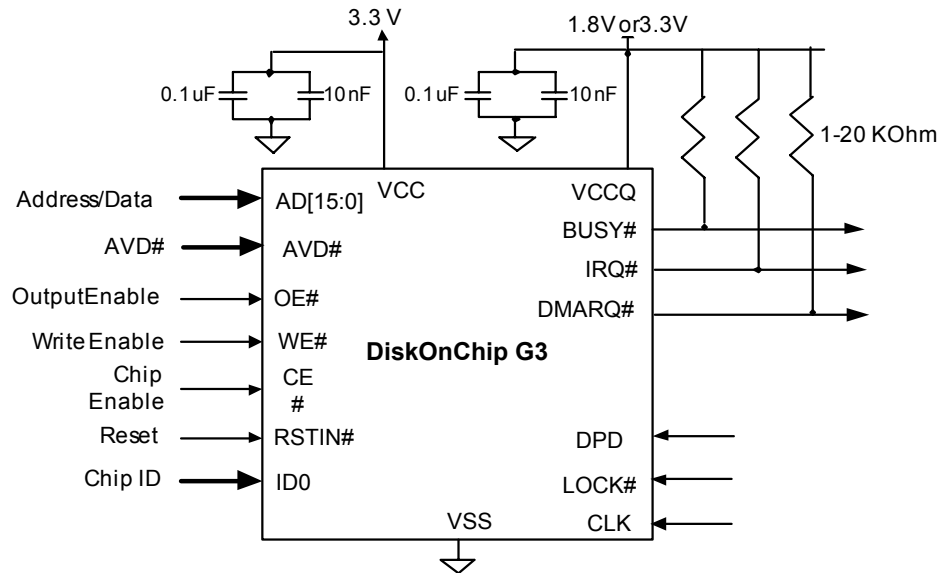 3.3 V
1.8V or3.3V
0.1uF 10nF 0.1uF 10nF
1-20 KOhm
VCC VCCQ
Address/Data AD[15:0]
BUSY#
AVD# AVD#
IRQ#
OutputEnable OE#
DMARQ#
Write Enable WE#
DiskOnChip G3
Chip
Enable
CE
#
Reset RSTIN# DPD
Chip ID ID0 LOCK#
VSS CLK